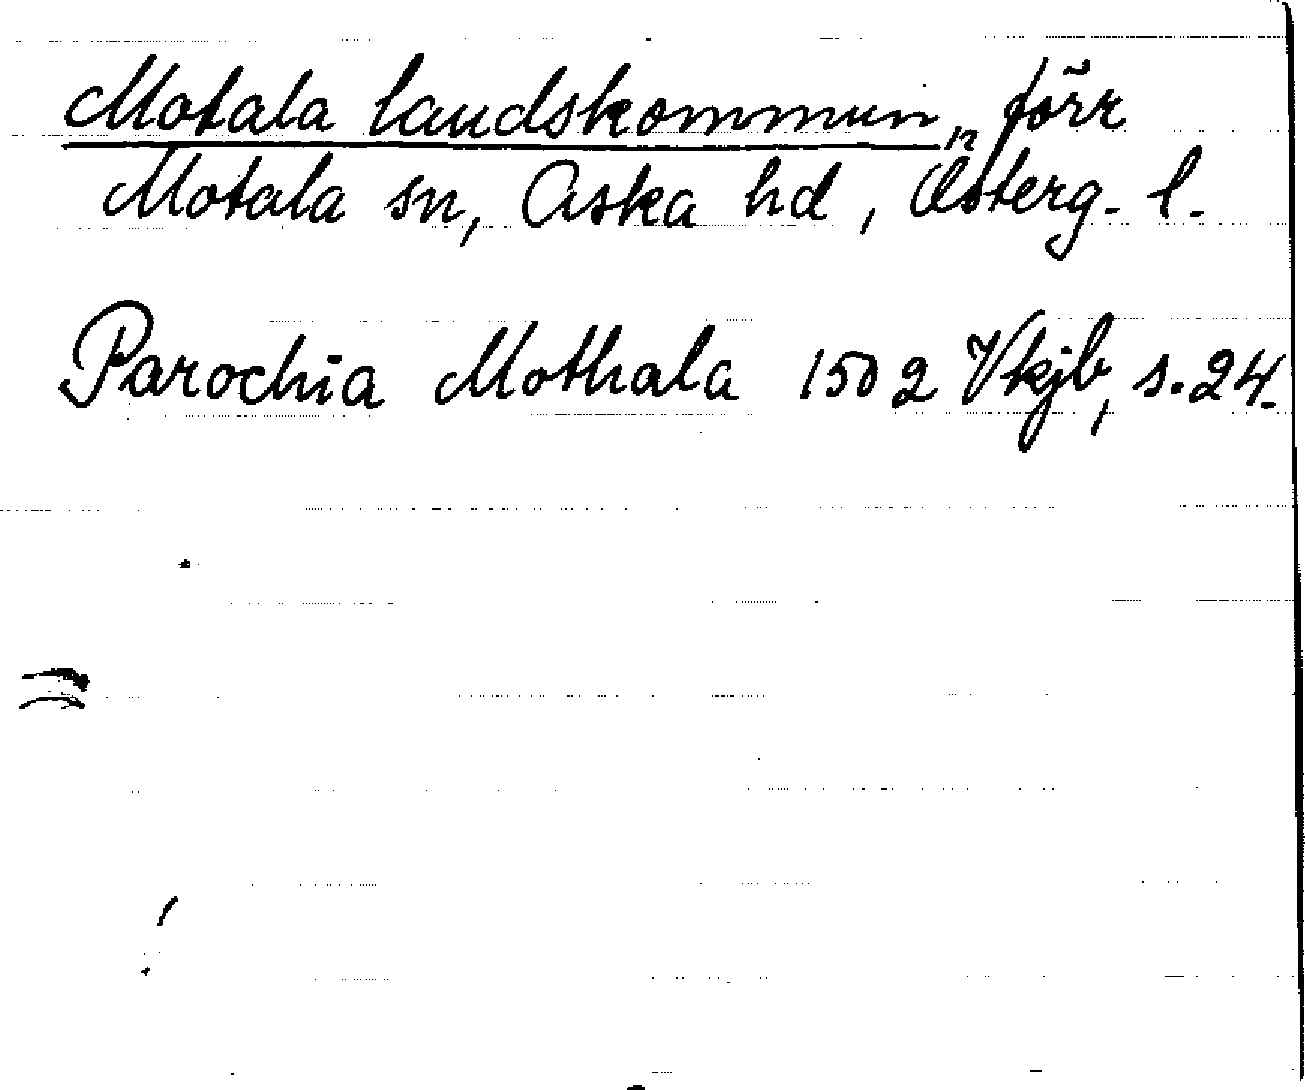 Motala landskommun, förr
Motala sn, Aska hd, Österg. l.
Parochia Mothala 1502 Vkjb, s. 24.